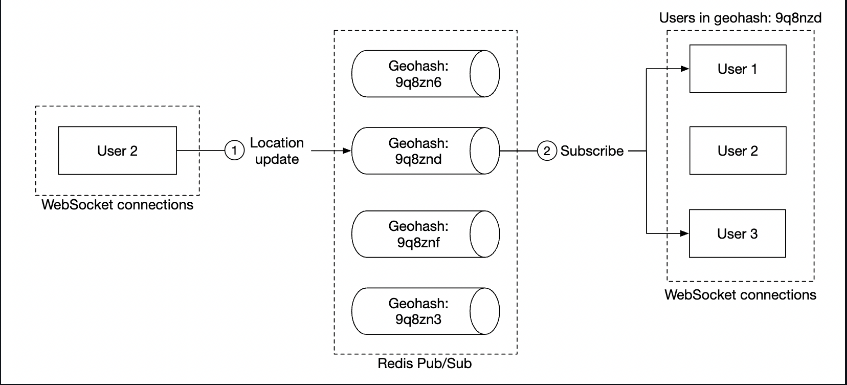 Users in geohash: 9q8nzd
Geohash:
9q8zn6
User 1
User 2
1
Location
update
Geohash:
9q8znd
2
Subscribe
User 2
WebSocket connections
Geohash:
9q8znf
User 3
Geohash:
9q8zn3
WebSocket connections
Redis Pub/Sub